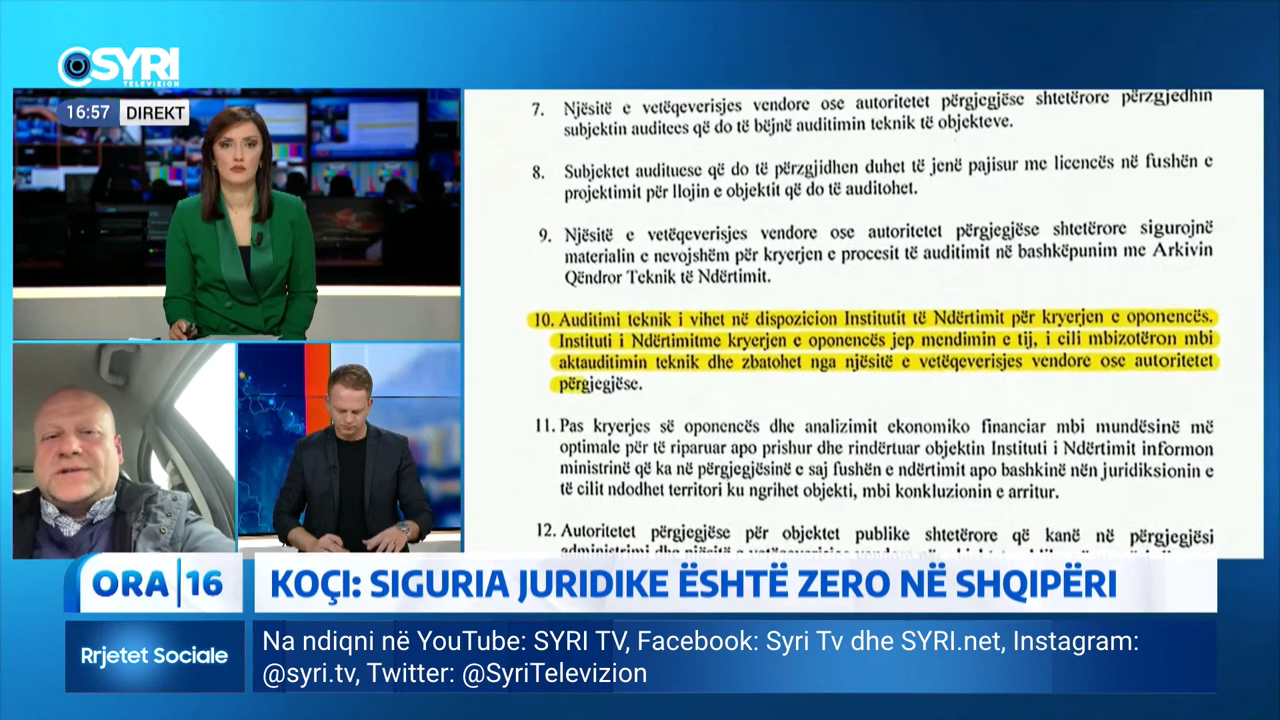 SYRI
TELEVIZION
16:57 DIREKT
7. Njësitë e vetëqeverisjes vendore ose autoritetet përgjegjëse shtetërore përzgjedhin
subjektin auditues që do të bëjnë auditimin teknik të objekteve.
8. Subjektet audituese që do të përzgjidhen duhet të jenë pajisur me licencës në fushën e
projektimit për llojin e objektit që do të auditohet.
9. Njësitë e vetëqeverisjes vendore ose autoritet përgjegjëse shtetërore sigurojnë
materialin e nevojshëm për kryerjen e procesit të auditimit në bashkëpunim me Arkivin
Qëndror Teknik të Ndërtimit.
10. Auditimi teknik i vihet në dispozicion Institutit të Ndërtimit për kryerjen e oponencës.
Instituti i Ndërtimitme kryerjen e oponencës jep mendimin e tij, i cili mbizotëron mbi
aktauditimin teknik dhe zbatohet nga njësitë e vetëqeverisjes vendore ose autoritetet
përgjegjëse.
11. Pas kryerjes së oponencës dhe analizimit ekonomiko financiar mbi mundësinë më
optimale për të riparuar apo prishur dhe rindërtuar objektin Instituti i Ndërtimit informon
ministrinë që ka në përgjegjësinë e saj fushën e ndërtimit apo bashkinë nën juridiksionin e
të cilit ndodhet territori ku ngrihet objekti, mbi konkluzionin e arritur.
12. Autoritetet përgjegjëse për objektet publike shtetërore që kanë në përgjegjësi
administrimi dhe njësitë e vetëqeverisjes
ORA 16
KOÇI: SIGURIA JURIDIKE ËSHTË ZERO NË SHQIPËRI
Rrjetet Sociale
Na ndiqni në YouTube: SYRI TV, Facebook: Syri Tv dhe SYRI.net, Instagram:
@syri.tv, Twitter: @SyriTelevizion